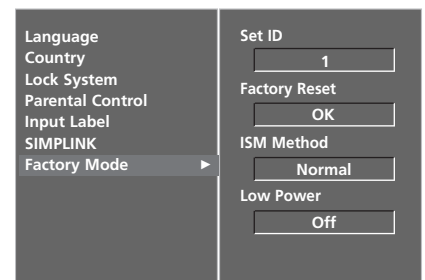 Language
Country
Lock System
Parental Control
Input Label
SIMPLINK
Factory Mode ►
Set ID
1
Factory Reset
OK
ISM Method
Normal
Low Power
Off